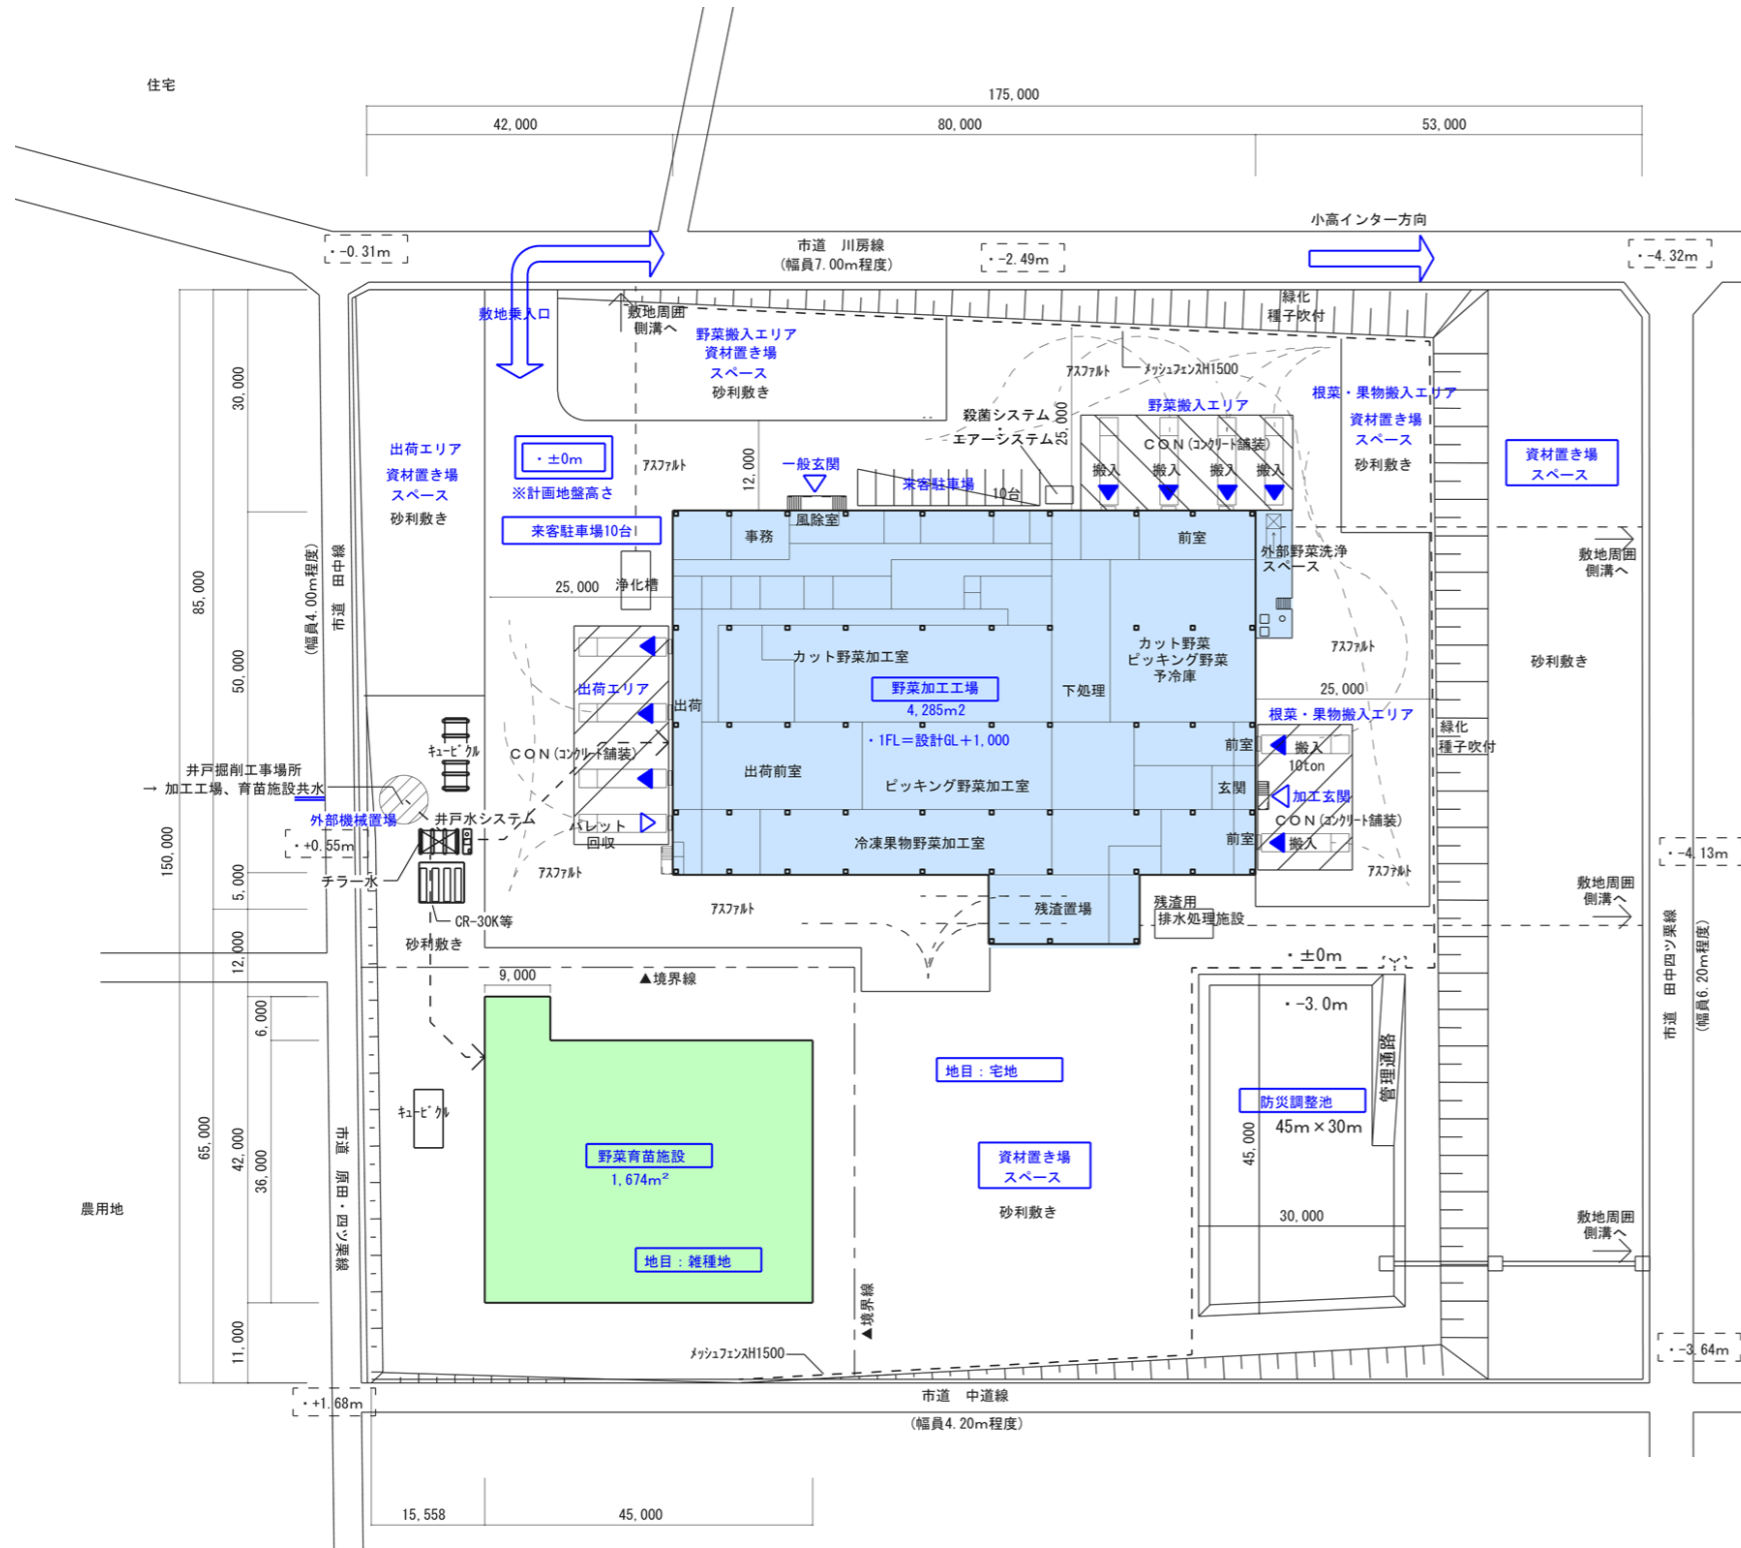 住宅
175,000
42,000
80,000
53,000
小高インター方向
・-0.31m
市道　川房線
(幅員7.00m程度)
・-2.49m
・-4.32m
敷地乗入口
敷地周囲
側溝へ
緑化
種子吹付
野菜搬入エリア
資材置き場
スペース
砂利敷き
アスファルト
メッシュフェンスH1500
30,000
25,000
野菜搬入エリア
根菜・果物搬入エリア
資材置き場
スペース
砂利敷き
殺菌システム
・
エアーシステム
CON(コンクリート舗装)
搬入
搬入
搬入
搬入
出荷エリア
資材置き場
スペース
砂利敷き
・±0m
※計画地盤高さ
アスファルト
12,000
一般玄関
来客駐車場
10台
資材置き場
スペース
来客駐車場10台
風除室
事務
前室
外部野菜洗浄
スペース
敷地周囲
側溝へ
(幅員4.00m程度)
市道　田中線
85,000
25,000
浄化槽
50,000
カット野菜加工室
カット野菜
ピッキング野菜
予冷庫
アスファルト
砂利敷き
出荷エリア
出荷
野菜加工工場
4,285m2
下処理
25,000
根菜・果物搬入エリア
緑化
種子吹付
・1FL=設計GL+1,000
キュービクル
CON(コンクリート舗装)
前室
搬入
10ton
井戸掘削工事場所
→ 加工工場、育苗施設共水
出荷前室
ピッキング野菜加工室
玄関
加工玄関
外部機械置場
井戸水システム
パレット
回収
CON(コンクリート舗装)
・+0.55m
冷凍果物野菜加工室
前室
搬入
・-4.13m
150,000
チラー水
5,000
アスファルト
アスファルト
敷地周囲
側溝へ
CR-30K等
アスファルト
残渣置場
残渣用
排水処理施設
砂利敷き
12,000
市道　田中四ツ栗線
(幅員6.20m程度)
9,000
▲境界線
・±0m
・-3.0m
6,000
管理通路
地目：宅地
キュービクル
防災調整池
45m×30m
65,000
42,000
36,000
市道　原田・四ツ栗線
野菜育苗施設
1,674m²
資材置き場
スペース
45,000
農用地
砂利敷き
30,000
敷地周囲
側溝へ
地目：雑種地
▲境界線
11,000
メッシュフェンスH1500
・-3.64m
・+1.68m
市道　中道線
(幅員4.20m程度)
15,558
45,000